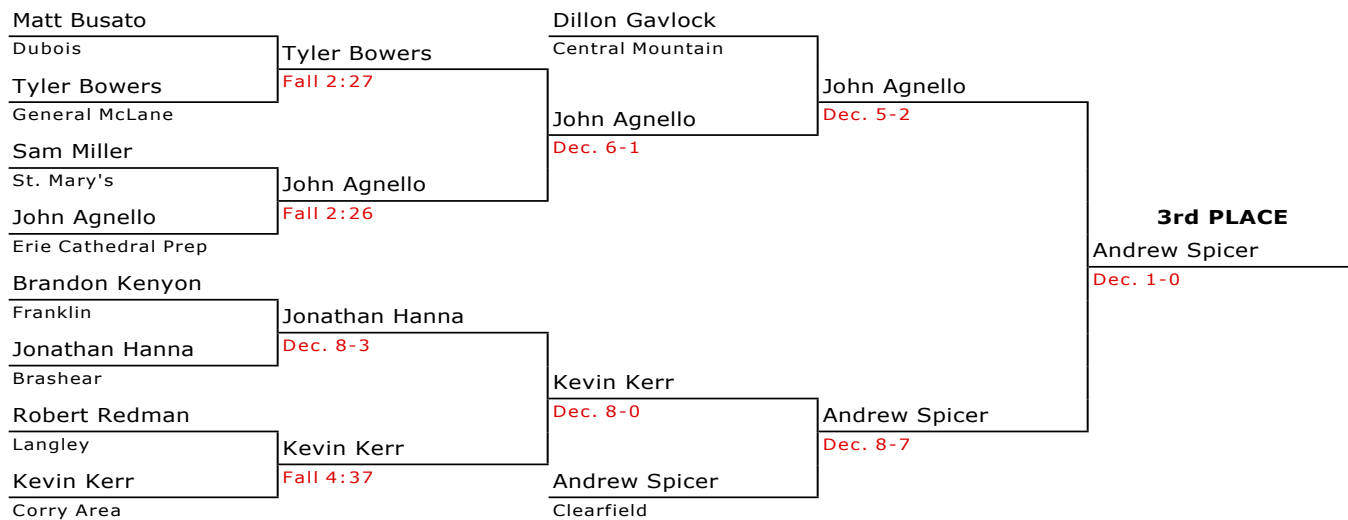 Matt Busato
Dubois
Tyler Bowers
General McLane
Sam Miller
St. Mary's
John Agnello
Erie Cathedral Prep
Brandon Kenyon
Franklin
Jonathan Hanna
Brashear
Robert Redman
Langley
Kevin Kerr
Corry Area
Tyler Bowers
Fall 2:27
John Agnello
Fall 2:26
Jonathan Hanna
Dec. 8-3
Kevin Kerr
Fall 4:37
Dillon Gavlock
Central Mountain
John Agnello
Dec. 6-1
Kevin Kerr
Dec. 8-0
Andrew Spicer
Clearfield
John Agnello
Dec. 5-2
Andrew Spicer
Dec. 8-7
3rd PLACE
Andrew Spicer
Dec. 1-0